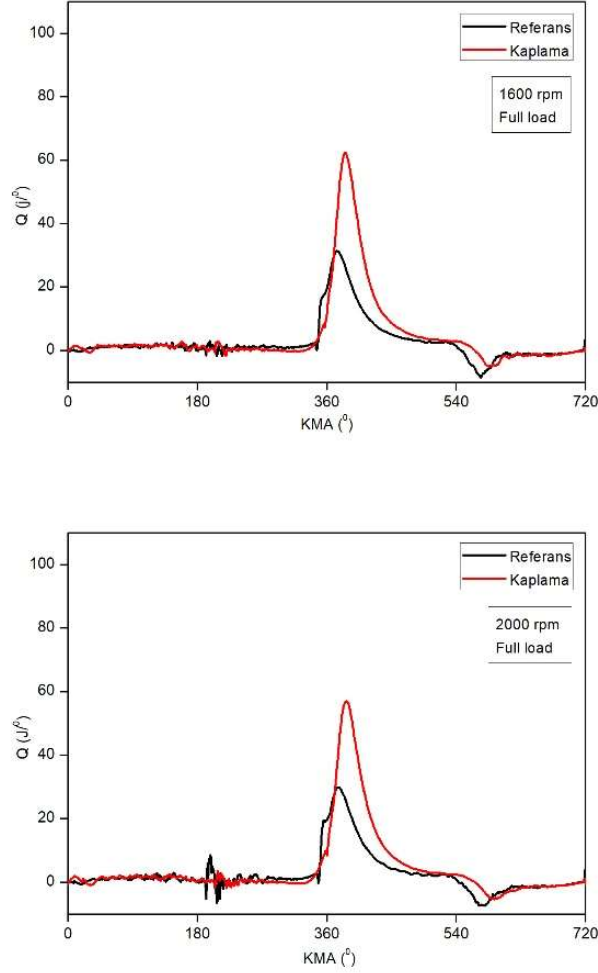 100
80
60
40
20
0
Q (j/⁰)
Referans
Kaplama
1600 rpm
Full load
0 180 360 540 720
KMA (⁰)
100
80
60
40
20
0
Q (J/⁰)
Referans
Kaplama
2000 rpm
Full load
0 180 360 540 720
KMA (⁰)